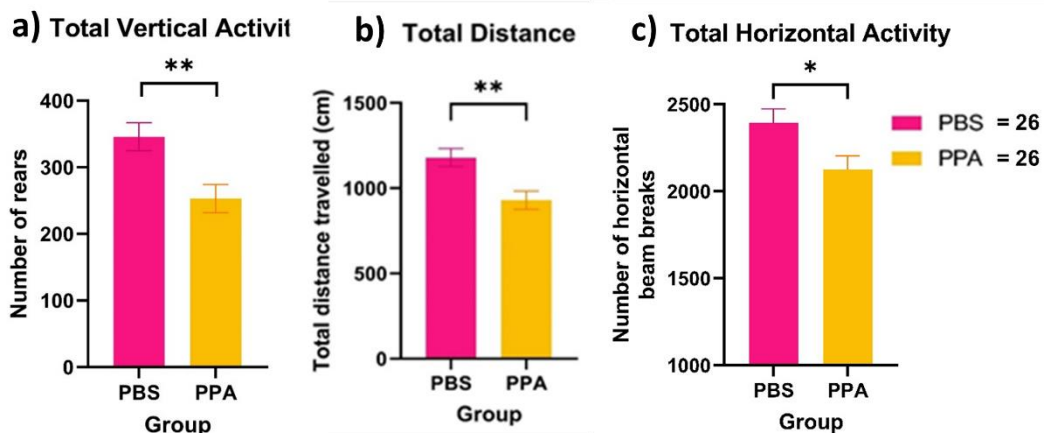 a) Total Vertical Activit
**
400
300
200
100
0
Number of rears
PBS PPA
Group
b) Total Distance
**
1500
1000
500
0
Total distance travelled (cm)
PBS PPA
Group
c) Total Horizontal Activity
*
2500
2000
1500
1000
Number of horizontal
beam breaks
PBS PPA
Group
PBS = 26
PPA = 26